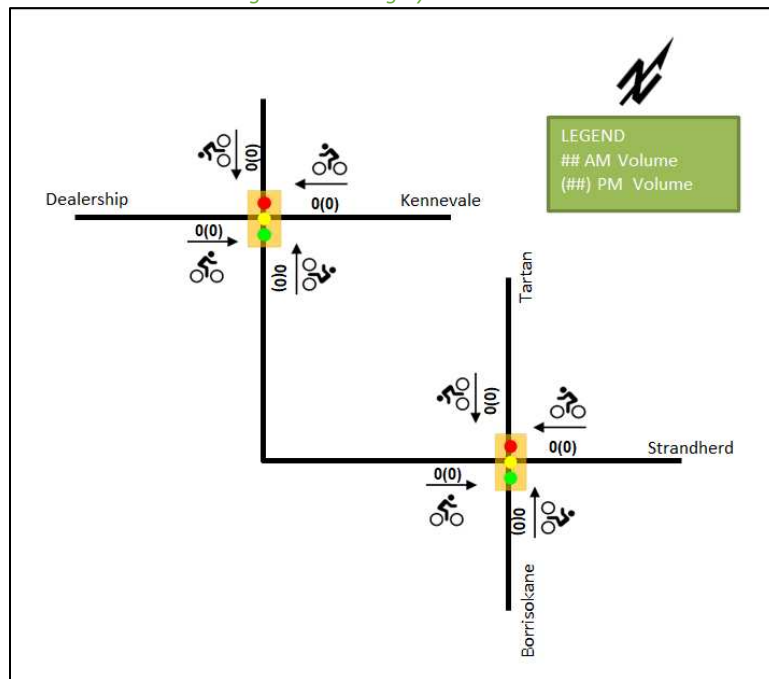 LEGEND
## AM Volume
(##) PM Volume
0(0)
0(0)
Dealership
Kennevale
0(0)
0(0)
Tartan
0(0)
0(0)
Strandherd
0(0)
0(0)
Borrisokane